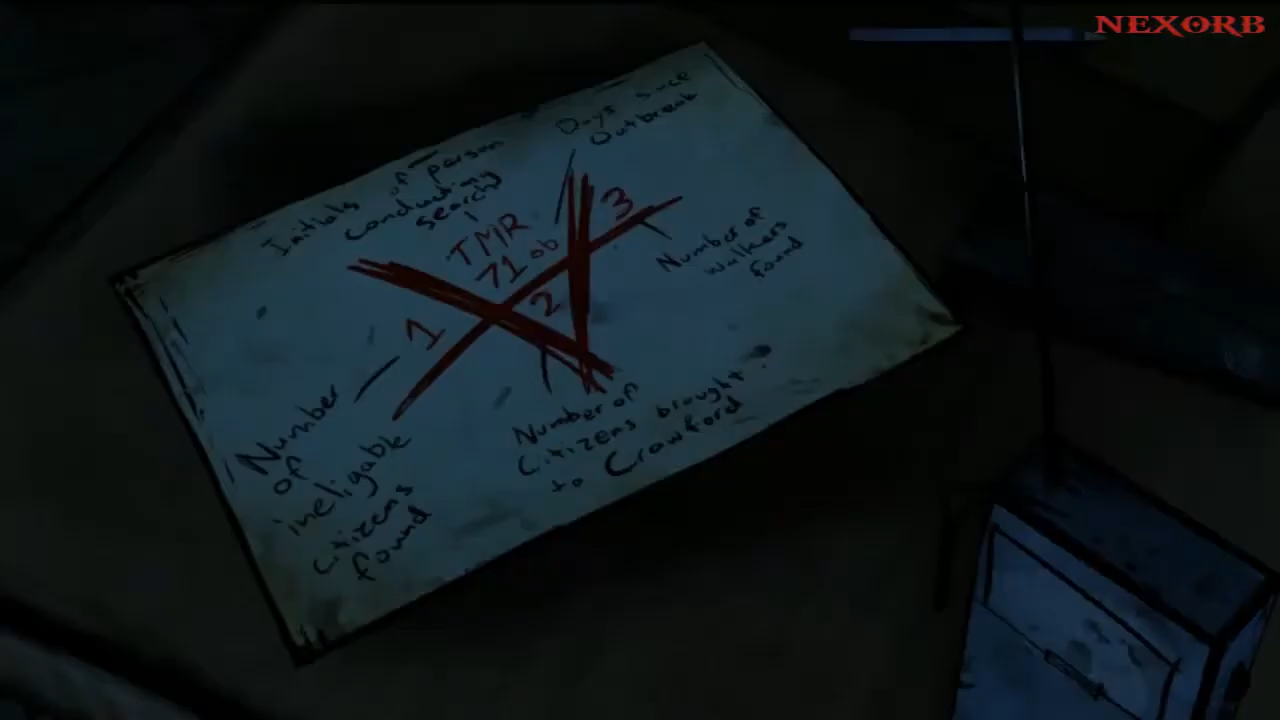 NEXORB
Days since
Outbreak
Initials of person
conducting
search
TMR
71 ob
3
2
1
Number of
walkers
found
Number of
Citizens brought
to Crawford
Number
of
ineligable
citizens
found